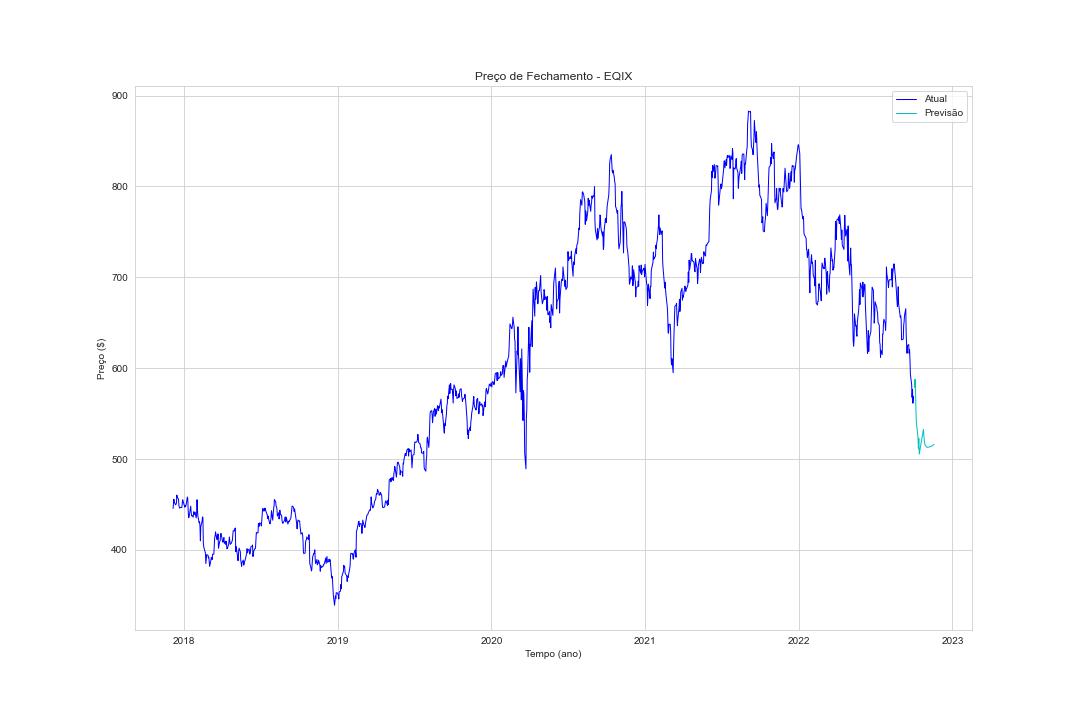 Preço de Fechamento - EQIX
Atual
Previsão
900
800
700
600
500
400
Preço ($)
2018
2019
2020
2021
2022
2023
Tempo (ano)